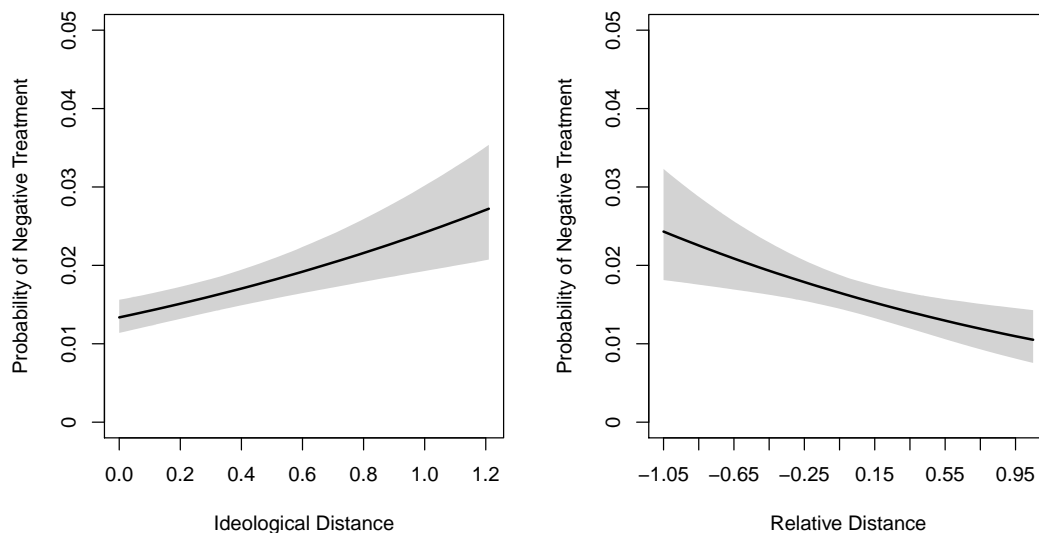 0.05
0.04
0.03
0.02
0.01
0
Probability of Negative Treatment
0.0 0.2 0.4 0.6 0.8 1.0 1.2
Ideological Distance
0.05
0.04
0.03
0.02
0.01
0
Probability of Negative Treatment
−1.05 −0.65 −0.25 0.15 0.55 0.95
Relative Distance